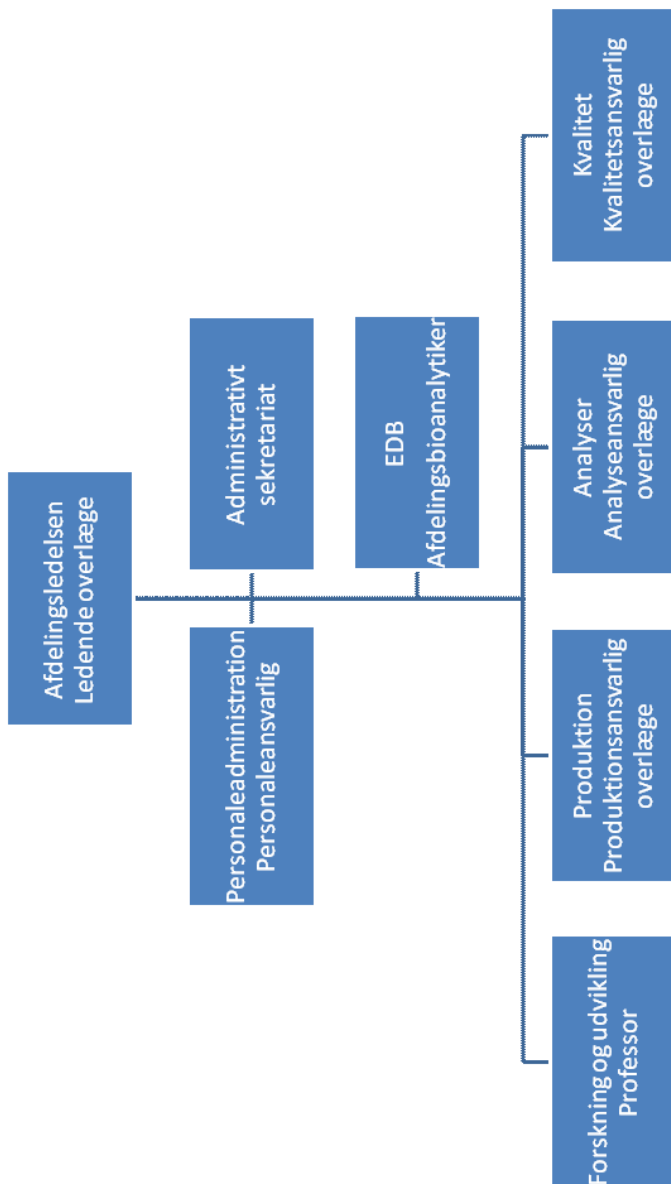 Afdelingsledelsen
Ledende overlæge
Personaleadministration
Personaleansvarlig
Administrativt
sekretariat
EDB
Afdelingsbioanalytiker
Forskning og udvikling
Professor
Produktion
Produktionsansvarlig
overlæge
Analyser
Analyseansvarlig
overlæge
Kvalitet
Kvalitetsansvarlig
overlæge